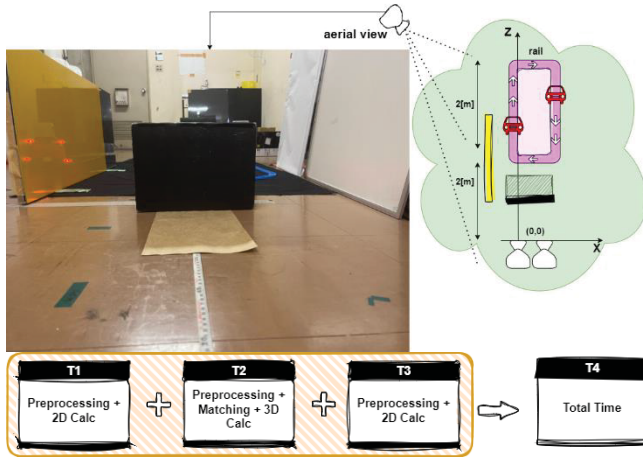 aerial view
Z
rail
2[m]
2[m]
(0,0)
X
T1
Preprocessing +
2D Calc
T2
Preprocessing +
Matching + 3D
Calc
T3
Preprocessing +
2D Calc
T4
Total Time